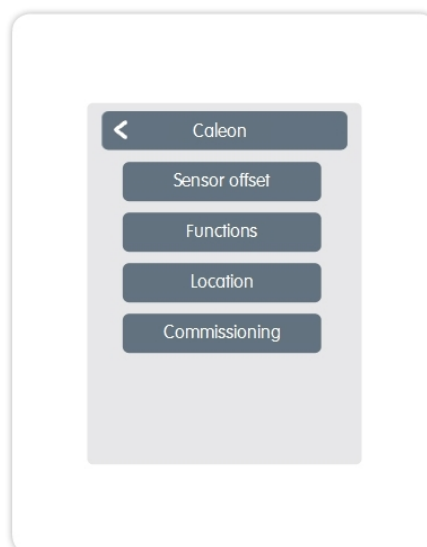 Caleon
Sensor offset
Functions
Location
Commissioning